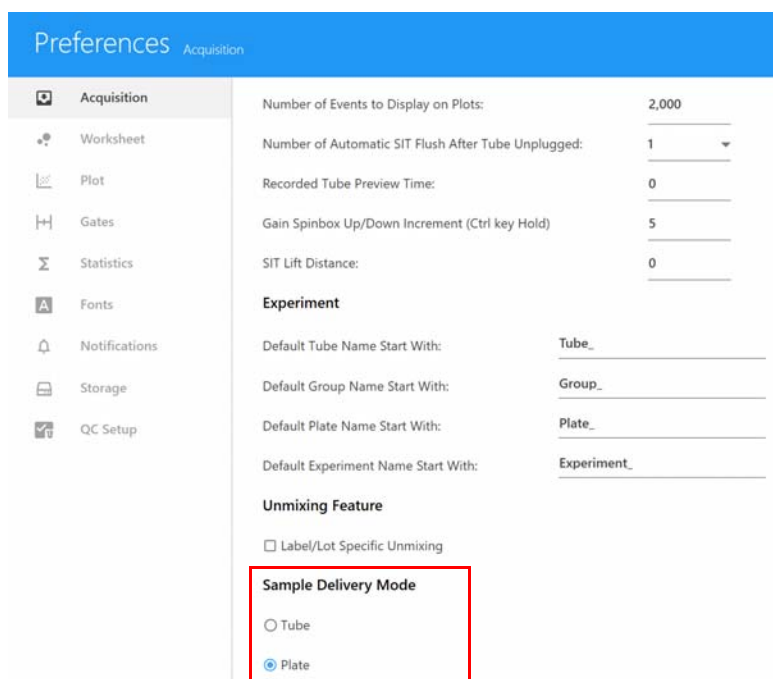 Preferences Acquisition
Acquisition
Worksheet
Plot
Gates
Statistics
Fonts
Notifications
Storage
QC Setup
Number of Events to Display on Plots: 2,000
Number of Automatic SIT Flush After Tube Unplugged: 1
Recorded Tube Preview Time: 0
Gain Spinbox Up/Down Increment (Ctrl key Hold) 5
SIT Lift Distance: 0
Experiment
Default Tube Name Start With: Tube_
Default Group Name Start With: Group_
Default Plate Name Start With: Plate_
Default Experiment Name Start With: Experiment_
Unmixing Feature
Label/Lot Specific Unmixing
Sample Delivery Mode
Tube
Plate